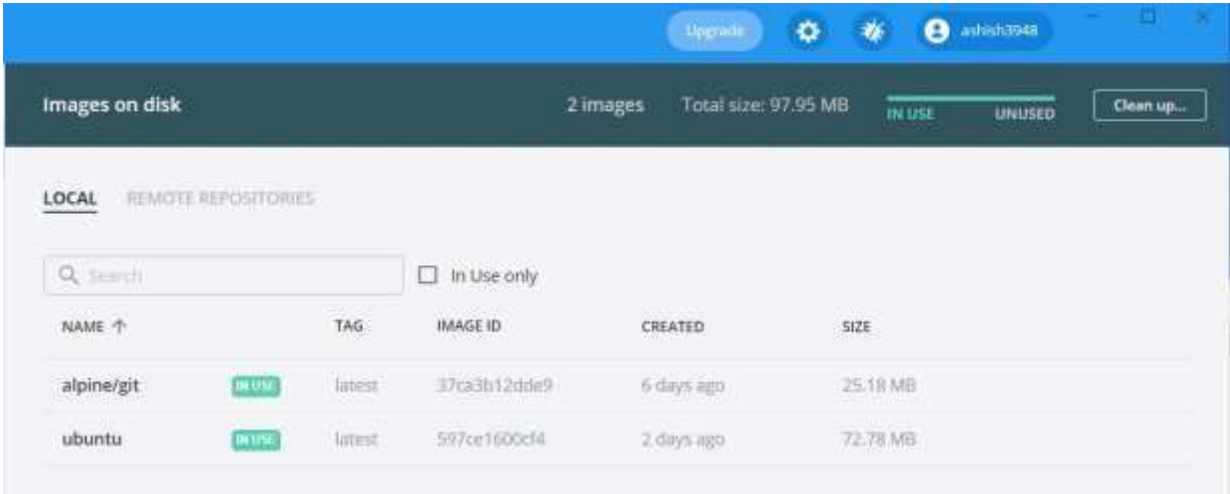 Upgrade ashish3948
Images on disk 2 images Total size: 97.95 MB IN USE UNUSED Clean up...
LOCAL REMOTE REPOSITORIES
Search In Use only
NAME TAG IMAGE ID CREATED SIZE
alpine/git IN USE latest 37ca3b12dde9 6 days ago 25.18 MB
ubuntu IN USE latest 597ce1600cf4 2 days ago 72.78 MB